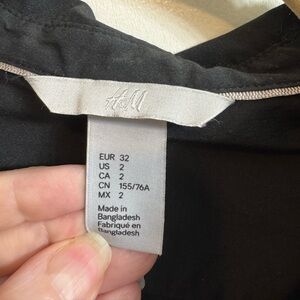 H&M
EUR 32
US 2
CA 2
CN 155/76A
MX 2
Made in
Bangladesh
Fabriqué en
Bangladesh